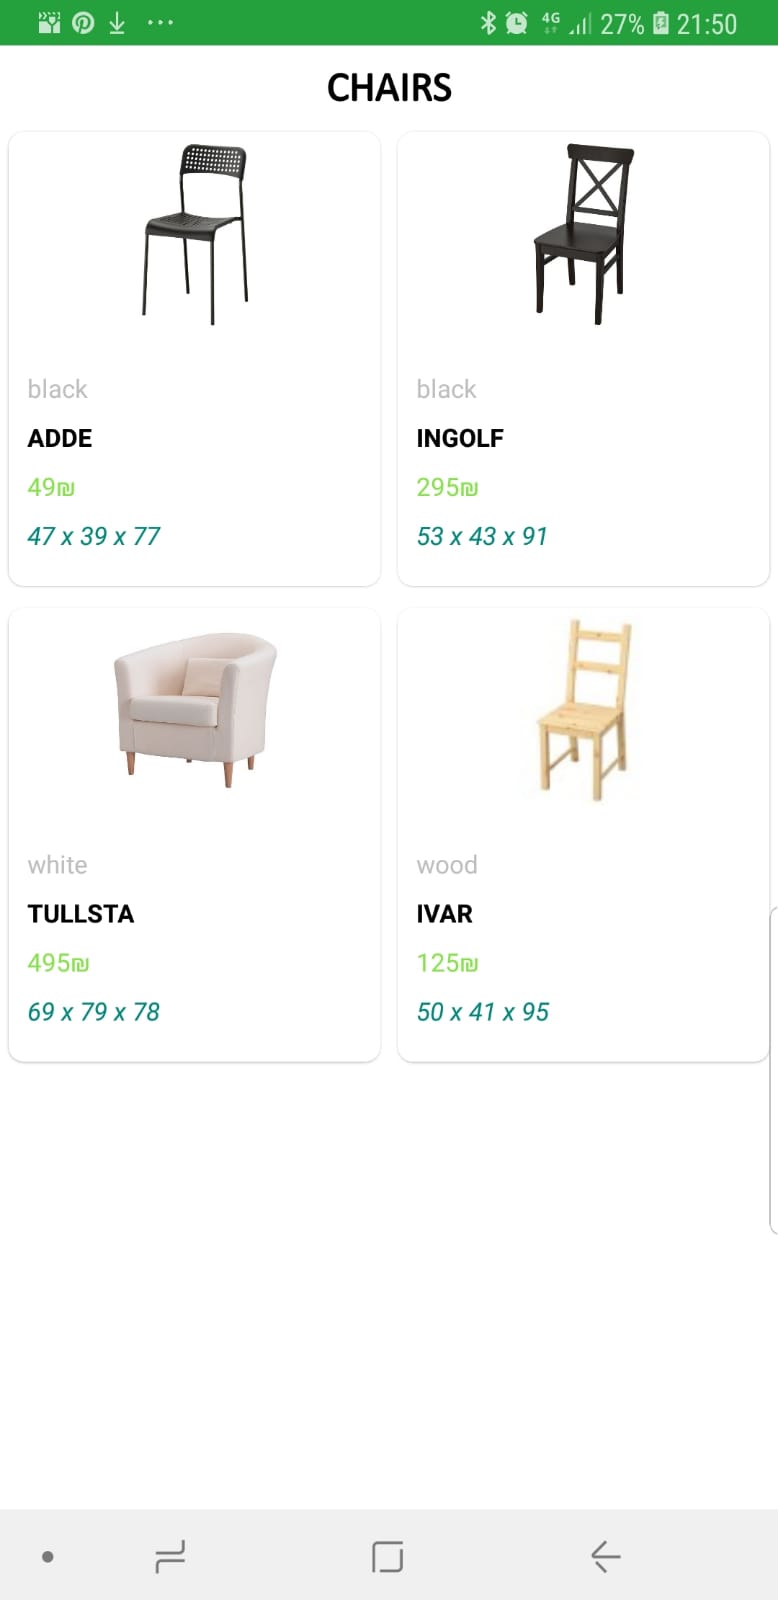 4G 27% 21:50
CHAIRS
black
ADDE
49₪
47 x 39 x 77
black
INGOLF
295₪
53 x 43 x 91
white
TULLSTA
495₪
69 x 79 x 78
wood
IVAR
125₪
50 x 41 x 95